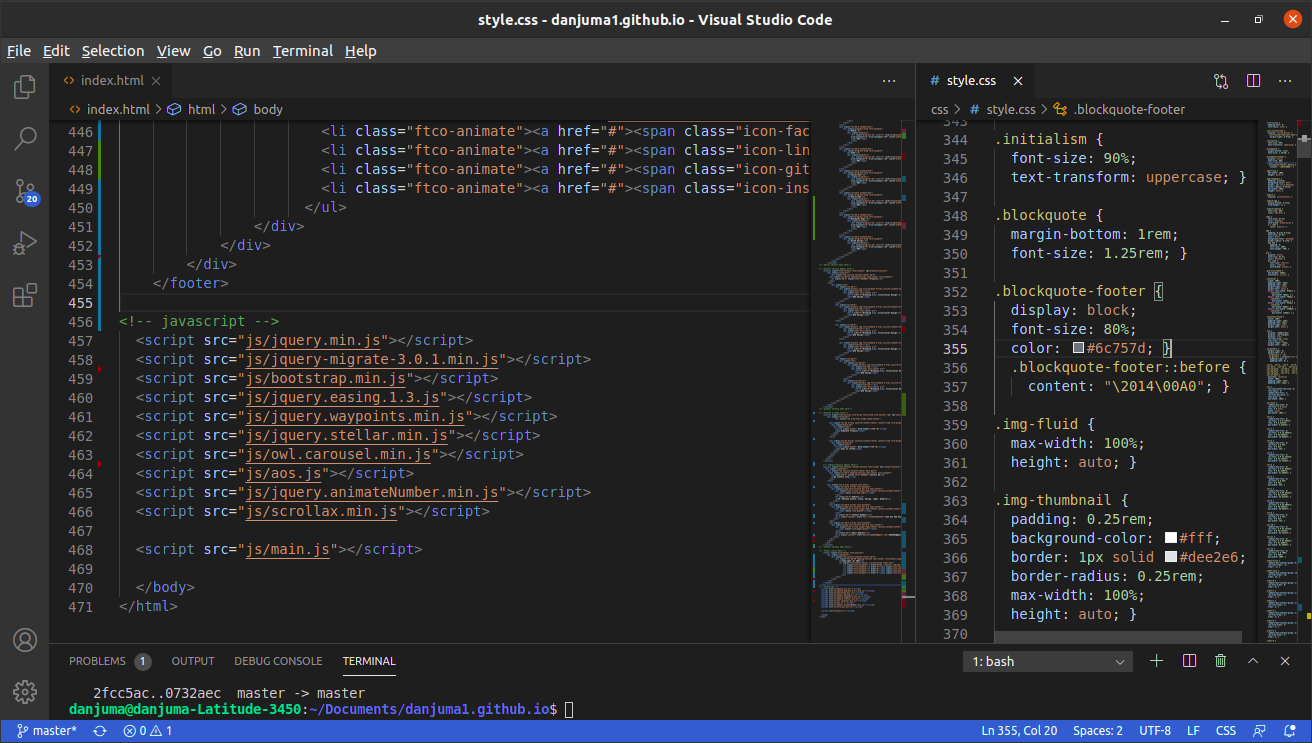 style.css - danjuma1.github.io - Visual Studio Code
File Edit Selection View Go Run Terminal Help
index.html
style.css
index.html > html > body
css > style.css > .blockquote-footer
20
446 <li class="ftco-animate"><a href="#"><span class="icon-fac
447 <li class="ftco-animate"><a href="#"><span class="icon-lin
448 <li class="ftco-animate"><a href="#"><span class="icon-git
449 <li class="ftco-animate"><a href="#"><span class="icon-ins
450 </ul>
451 </div>
452 </div>
453 </div>
454 </footer>
455
456 <!-- javascript -->
457 <script src="js/jquery.min.js"></script>
458 <script src="js/jquery-migrate-3.0.1.min.js"></script>
459 <script src="js/bootstrap.min.js"></script>
460 <script src="js/jquery.easing.1.3.js"></script>
461 <script src="js/jquery.waypoints.min.js"></script>
462 <script src="js/jquery.stellar.min.js"></script>
463 <script src="js/owl.carousel.min.js"></script>
464 <script src="js/aos.js"></script>
465 <script src="js/jquery.animateNumber.min.js"></script>
466 <script src="js/scrollax.min.js"></script>
467
468 <script src="js/main.js"></script>
469
470 </body>
471 </html>
343
344 .initialism {
345 font-size: 90%;
346 text-transform: uppercase; }
347
348 .blockquote {
349 margin-bottom: 1rem;
350 font-size: 1.25rem; }
351
352 .blockquote-footer {
353 display: block;
354 font-size: 80%;
355 color: #6c757d; }
356 .blockquote-footer::before {
357 content: "\2014\00A0"; }
358
359 .img-fluid {
360 max-width: 100%;
361 height: auto; }
362
363 .img-thumbnail {
364 padding: 0.25rem;
365 background-color: #fff;
366 border: 1px solid #dee2e6;
367 border-radius: 0.25rem;
368 max-width: 100%;
369 height: auto; }
370
PROBLEMS 1 OUTPUT DEBUG CONSOLE TERMINAL 1: bash
2fcc5ac..0732aec master -> master
danjuma@danjuma-Latitude-3450:~/Documents/danjuma1.github.io$
master* 0 1 Ln 355, Col 20 Spaces: 2 UTF-8 LF CSS